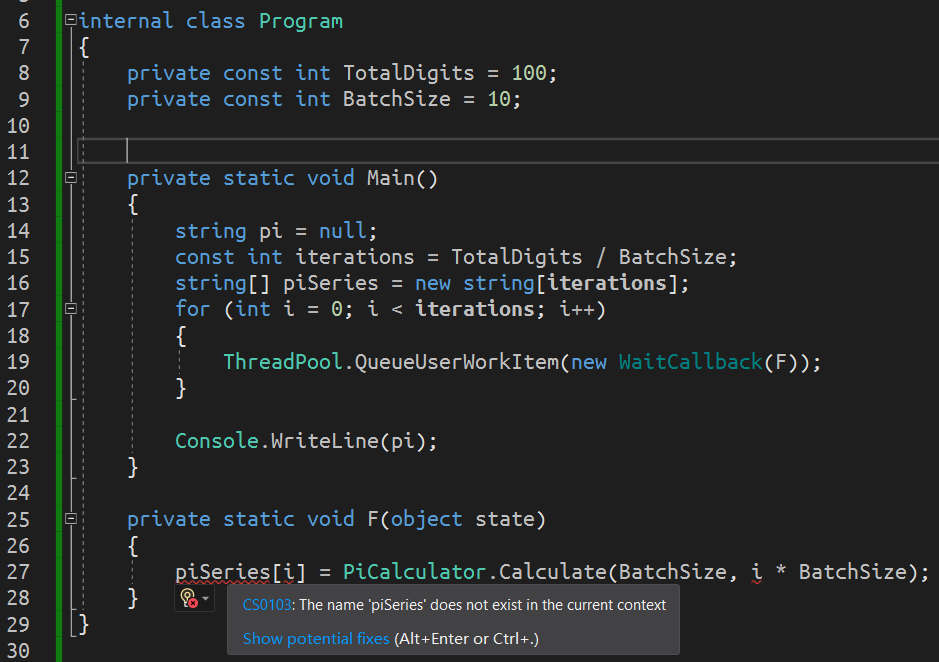 6 internal class Program
7 {
8 private const int TotalDigits = 100;
9 private const int BatchSize = 10;
10
11
12 private static void Main()
13 {
14 string pi = null;
15 const int iterations = TotalDigits / BatchSize;
16 string[] piSeries = new string[iterations];
17 for (int i = 0; i < iterations; i++)
18 {
19 ThreadPool.QueueUserWorkItem(new WaitCallback(F));
20 }
21
22 Console.WriteLine(pi);
23 }
24
25 private static void F(object state)
26 {
27 piSeries[i] = PiCalculator.Calculate(BatchSize, i * BatchSize);
28 }
CS0103: The name 'piSeries' does not exist in the current context
29 }
Show potential fixes (Alt+Enter or Ctrl+.)
30